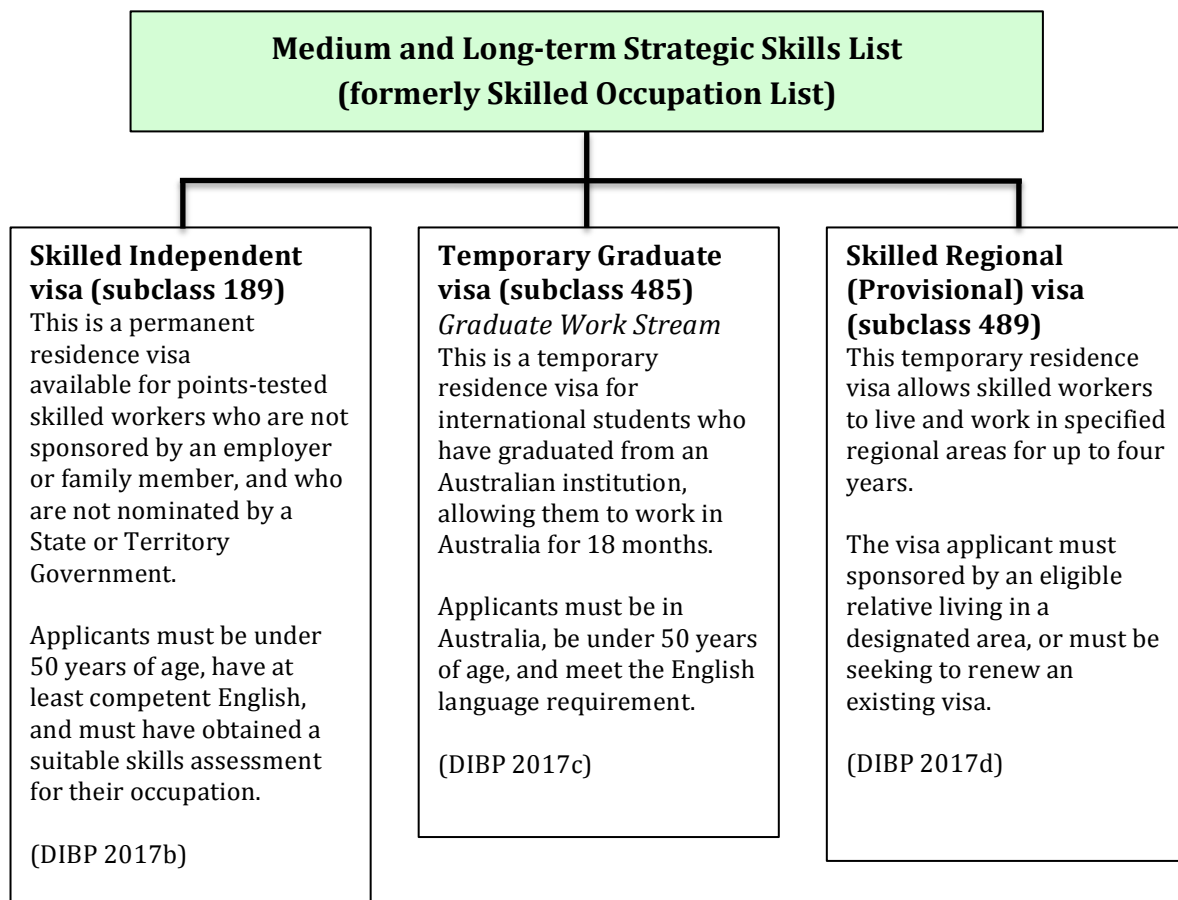 Medium and Long-term Strategic Skills List
(formerly Skilled Occupation List)
Skilled Independent
visa (subclass 189)
This is a permanent
residence visa
available for points-tested
skilled workers who are not
sponsored by an employer
or family member, and who
are not nominated by a
State or Territory
Government.
Applicants must be under
50 years of age, have at
least competent English,
and must have obtained a
suitable skills assessment
for their occupation.
(DIBP 2017b)
Temporary Graduate
visa (subclass 485)
Graduate Work Stream
This is a temporary
residence visa for
international students who
have graduated from an
Australian institution,
allowing them to work in
Australia for 18 months.
Applicants must be in
Australia, be under 50 years
of age, and meet the English
language requirement.
(DIBP 2017c)
Skilled Regional
(Provisional) visa
(subclass 489)
This temporary residence
visa allows skilled workers
to live and work in specified
regional areas for up to four
years.
The visa applicant must
sponsored by an eligible
relative living in a
designated area, or must be
seeking to renew an
existing visa.
(DIBP 2017d)